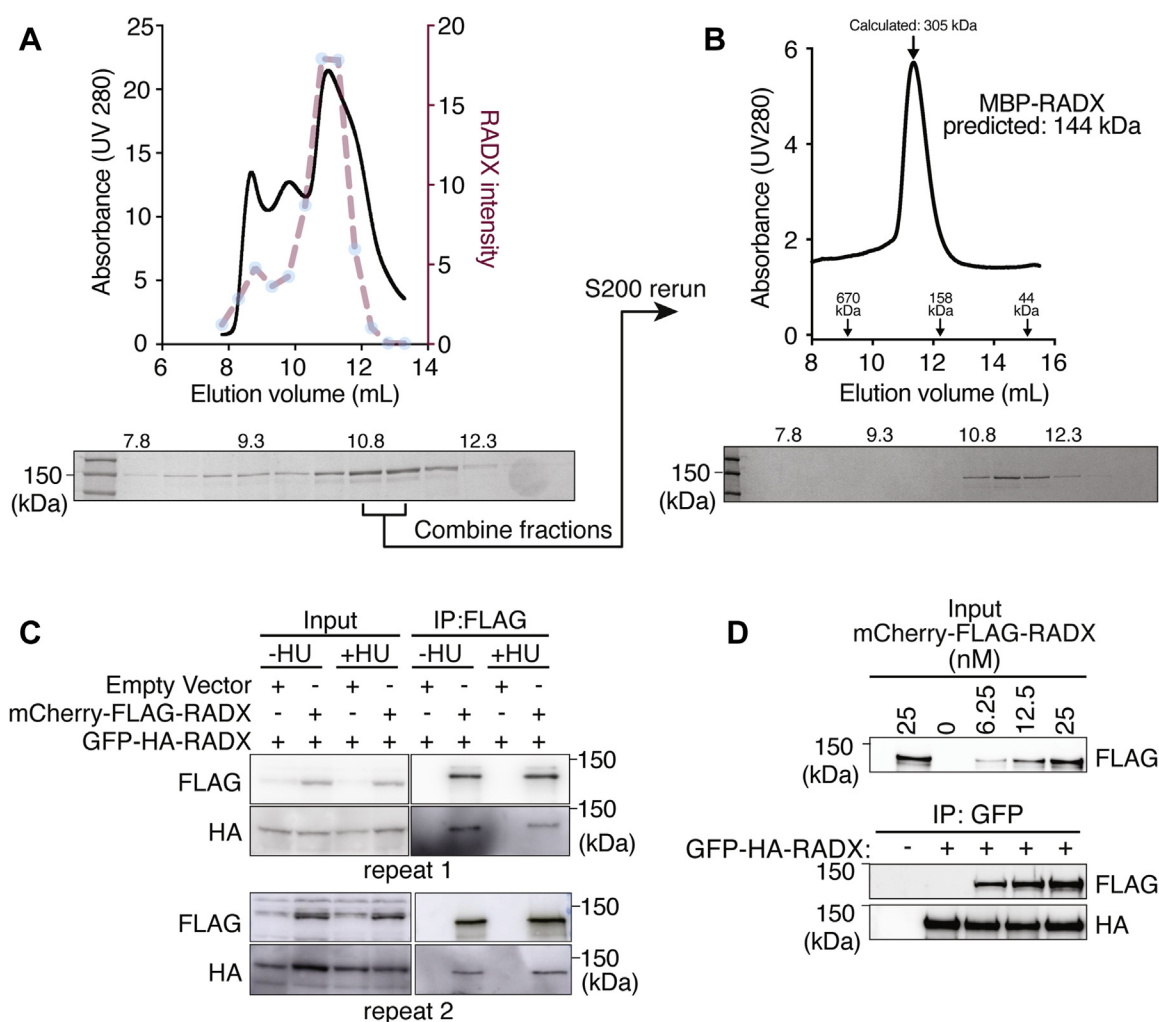 A
25
20
15
10
5
0
Absorbance (UV 280)
20
15
10
5
0
RADX intensity
6 8 10 12 14
Elution volume (mL)
7.8 9.3 10.8 12.3
150
(kDa)
Combine fractions
S200 rerun
B
Calculated: 305 kDa
6
4
2
0
Absorbance (UV280)
MBP-RADX
predicted: 144 kDa
670 kDa
158 kDa
44 kDa
8 10 12 14 16
Elution volume (mL)
7.8 9.3 10.8 12.3
150
(kDa)
C
Input IP:FLAG
-HU +HU -HU +HU
Empty Vector + - + - + - + -
mCherry-FLAG-RADX - + - + - + - +
GFP-HA-RADX + + + + + + + +
FLAG 150
HA 150
(kDa)
repeat 1
FLAG 150
HA 150
(kDa)
repeat 2
D
Input
mCherry-FLAG-RADX
(nM)
25 0 6.25 12.5 25
150
(kDa)
FLAG
IP: GFP
GFP-HA-RADX: - + + + +
150 FLAG
150 HA
(kDa)